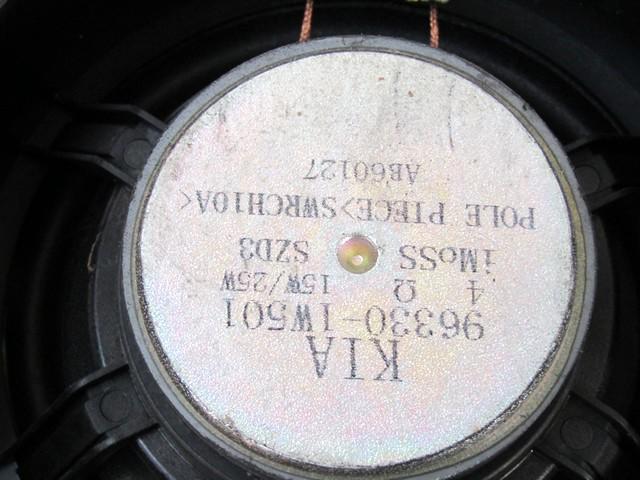 KIA
96330-1W501
4 Ω 15W/25W
iMoSS SZD3
POLE PIECE>SWRCH10A<
AB60127